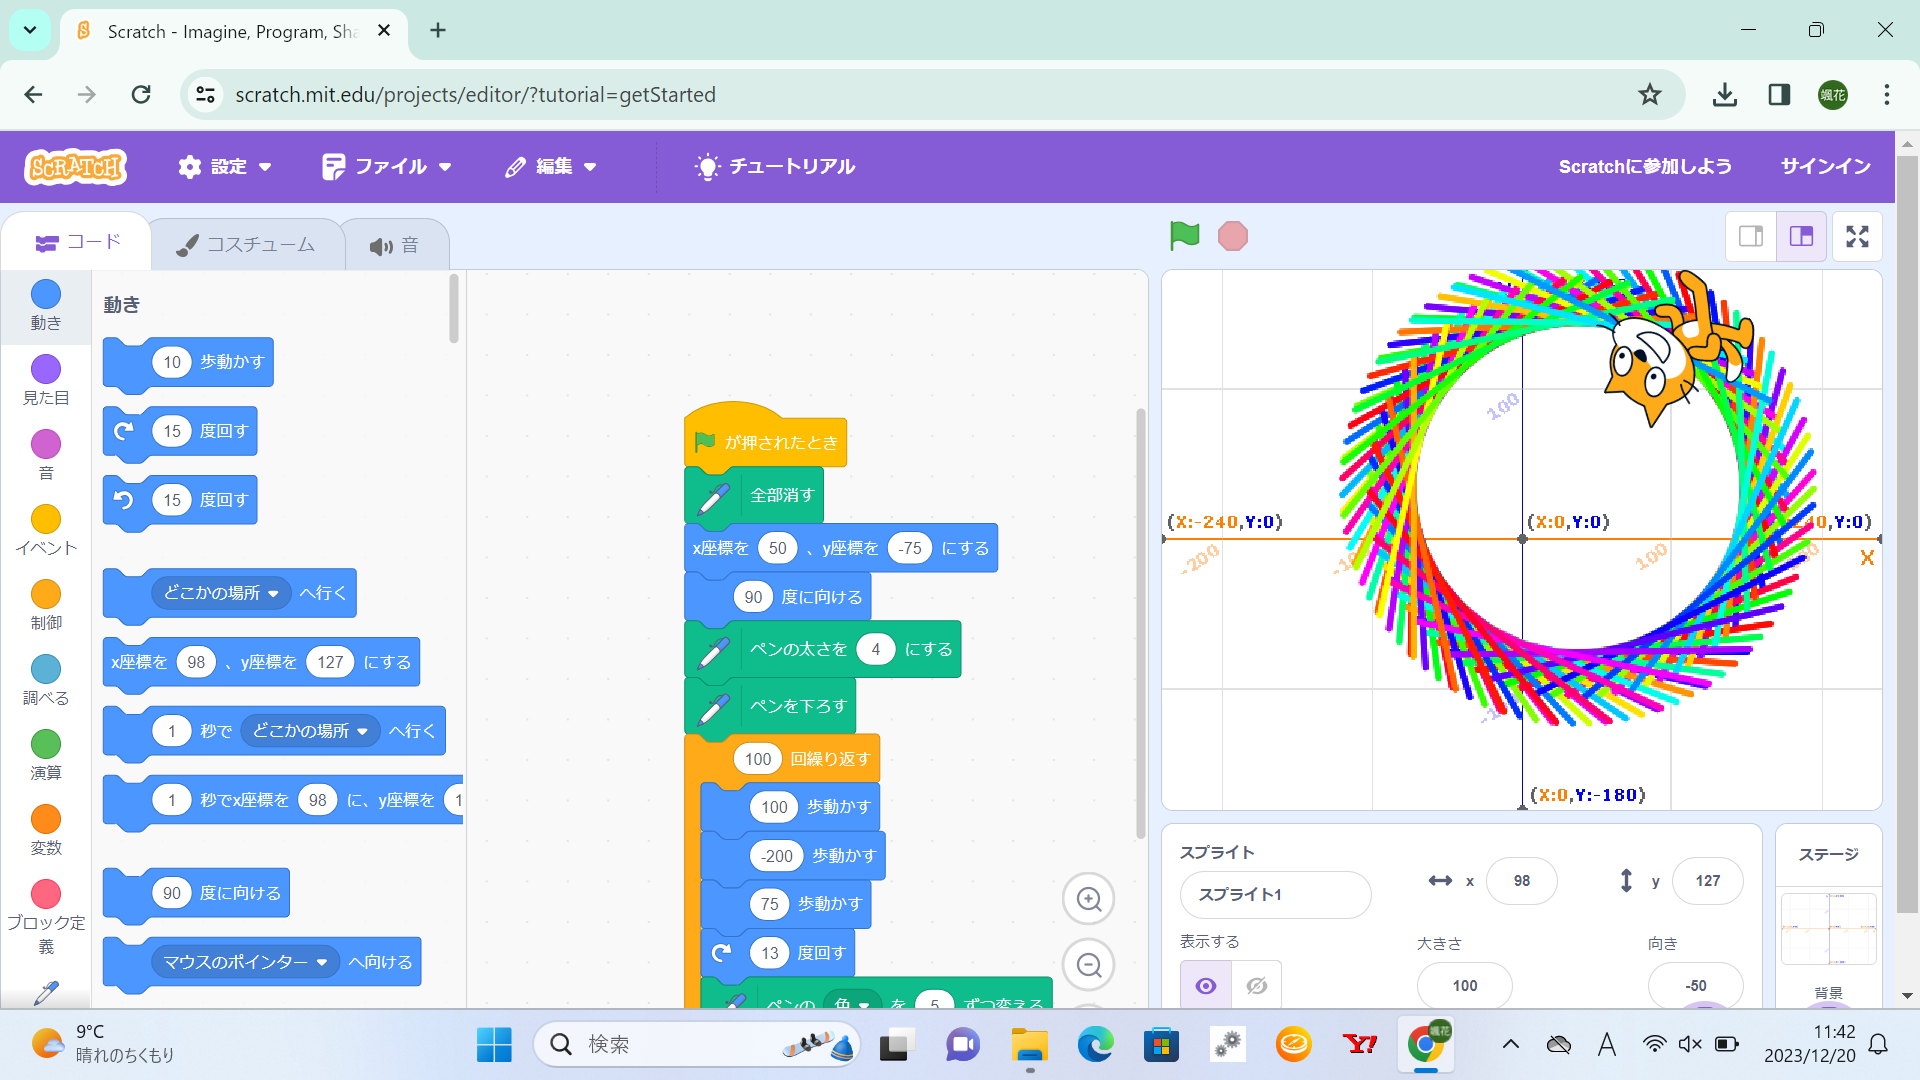 Scratch - Imagine, Program, Sha
scratch.mit.edu/projects/editor/?tutorial=getStarted
颯花
SCRATCH
設定
ファイル
編集
チュートリアル
Scratchに参加しよう
サインイン
コード
コスチューム
音
動き
見た目
音
イベント
制御
調べる
演算
変数
ブロック定義
動き
10 歩動かす
15 度回す
15 度回す
どこかの場所 へ行く
x座標を 98 、y座標を 127 にする
1 秒で どこかの場所 へ行く
1 秒でx座標を 98 に、y座標を 1
90 度に向ける
マウスのポインター へ向ける
が押されたとき
全部消す
x座標を 50 、y座標を -75 にする
90 度に向ける
ペンの太さを 4 にする
ペンを下ろす
100 回繰り返す
100 歩動かす
-200 歩動かす
75 歩動かす
13 度回す
ペンの 色 を 5 ずつ変える
100
(X:-240,Y:0)
(X:0,Y:0)
240,Y:0)
-200
100
X
(X:0,Y:-180)
スプライト
スプライト1
x 98
y 127
表示する
大きさ
100
向き
-50
ステージ
背景
9°C
晴れのちくもり
検索
颯花
A
11:42
2023/12/20